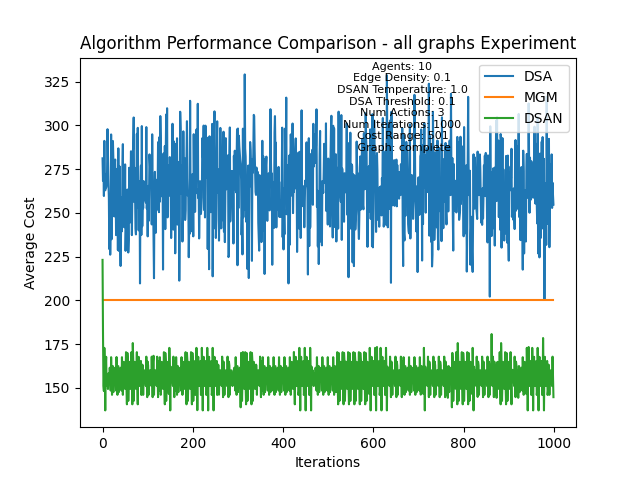 Algorithm Performance Comparison - all graphs Experiment
Agents: 10
Edge Density: 0.1
DSAN Temperature: 1.0
DSA Threshold: 0.1
Num Actions: 3
Num Iterations: 1000
Cost Range: 501
Graph: complete
DSA
MGM
DSAN
Average Cost
325
300
275
250
225
200
175
150
0 200 400 600 800 1000
Iterations